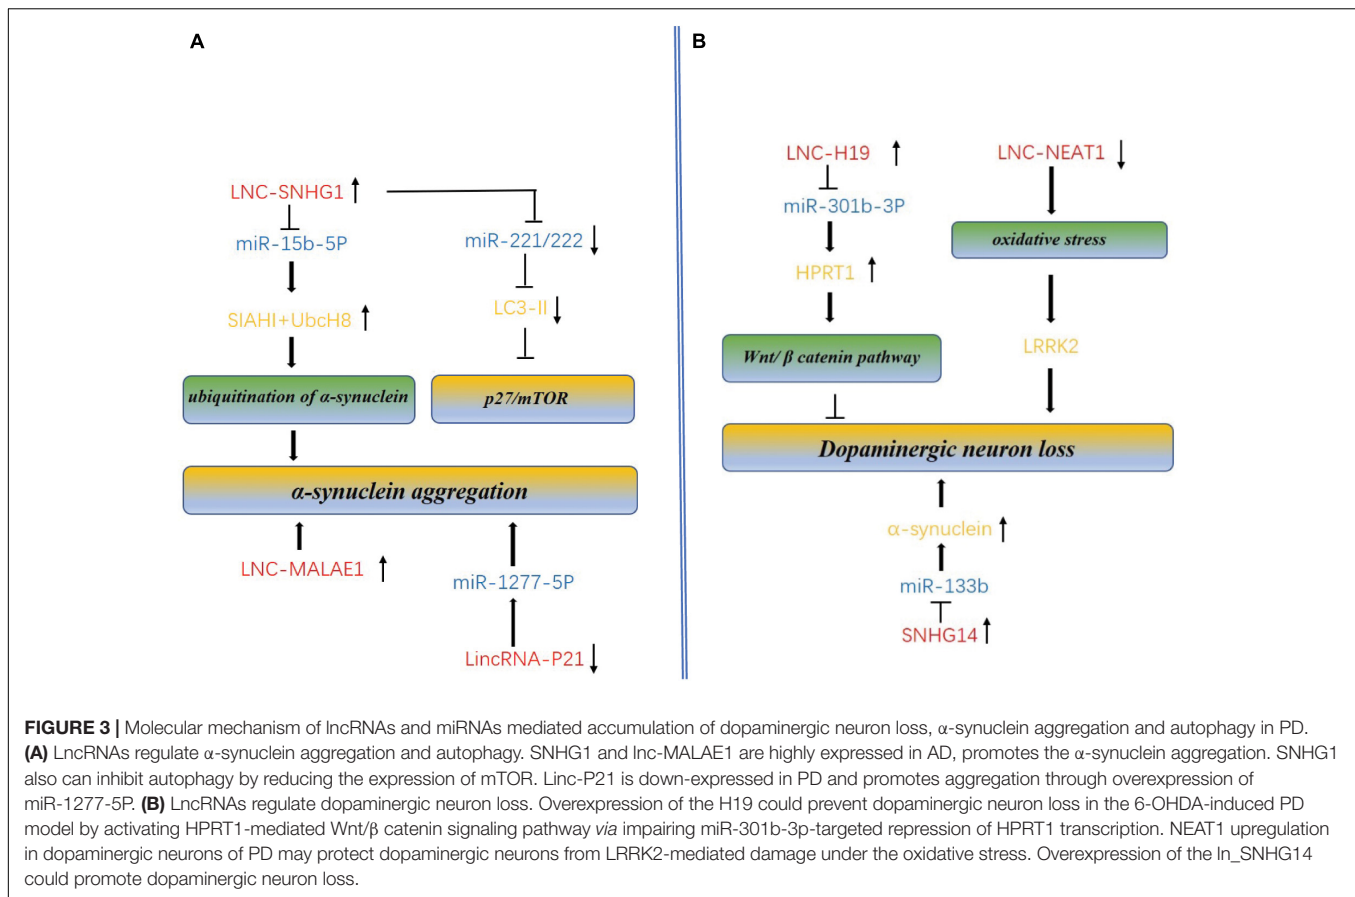 A
LNC-SNHG1
miR-15b-5P
SIAHI+UbcH8
ubiquitination of α-synuclein
miR-221/222
LC3-II
p27/mTOR
α-synuclein aggregation
LNC-MALAE1
miR-1277-5P
LincRNA-P21
B
LNC-H19
miR-301b-3P
HPRT1
Wnt/ β catenin pathway
LNC-NEAT1
oxidative stress
LRRK2
Dopaminergic neuron loss
α-synuclein
miR-133b
SNHG14
FIGURE 3 | Molecular mechanism of lncRNAs and miRNAs mediated accumulation of dopaminergic neuron loss, α-synuclein aggregation and autophagy in PD.
(A) LncRNAs regulate α-synuclein aggregation and autophagy. SNHG1 and lnc-MALAE1 are highly expressed in AD, promotes the α-synuclein aggregation. SNHG1
also can inhibit autophagy by reducing the expression of mTOR. Linc-P21 is down-expressed in PD and promotes aggregation through overexpression of
miR-1277-5P. (B) LncRNAs regulate dopaminergic neuron loss. Overexpression of the H19 could prevent dopaminergic neuron loss in the 6-OHDA-induced PD
model by activating HPRT1-mediated Wnt/β catenin signaling pathway via impairing miR-301b-3p-targeted repression of HPRT1 transcription. NEAT1 upregulation
in dopaminergic neurons of PD may protect dopaminergic neurons from LRRK2-mediated damage under the oxidative stress. Overexpression of the ln_SNHG14
could promote dopaminergic neuron loss.